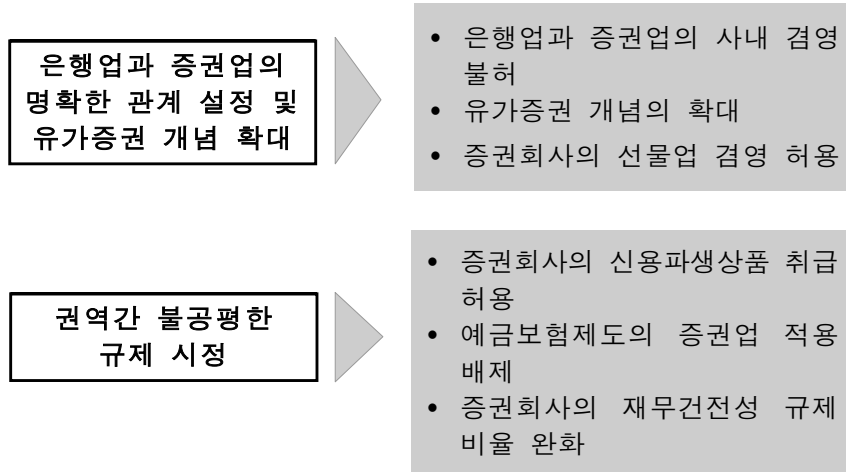 은행업과 증권업의
명확한 관계 설정 및
유가증권 개념 확대
• 은행업과 증권업의 사내 겸영
불허
• 유가증권 개념의 확대
• 증권회사의 선물업 겸영 허용
권역간 불공평한
규제 시정
• 증권회사의 신용파생상품 취급
허용
• 예금보험제도의 증권업 적용
배제
• 증권회사의 재무건전성 규제
비율 완화